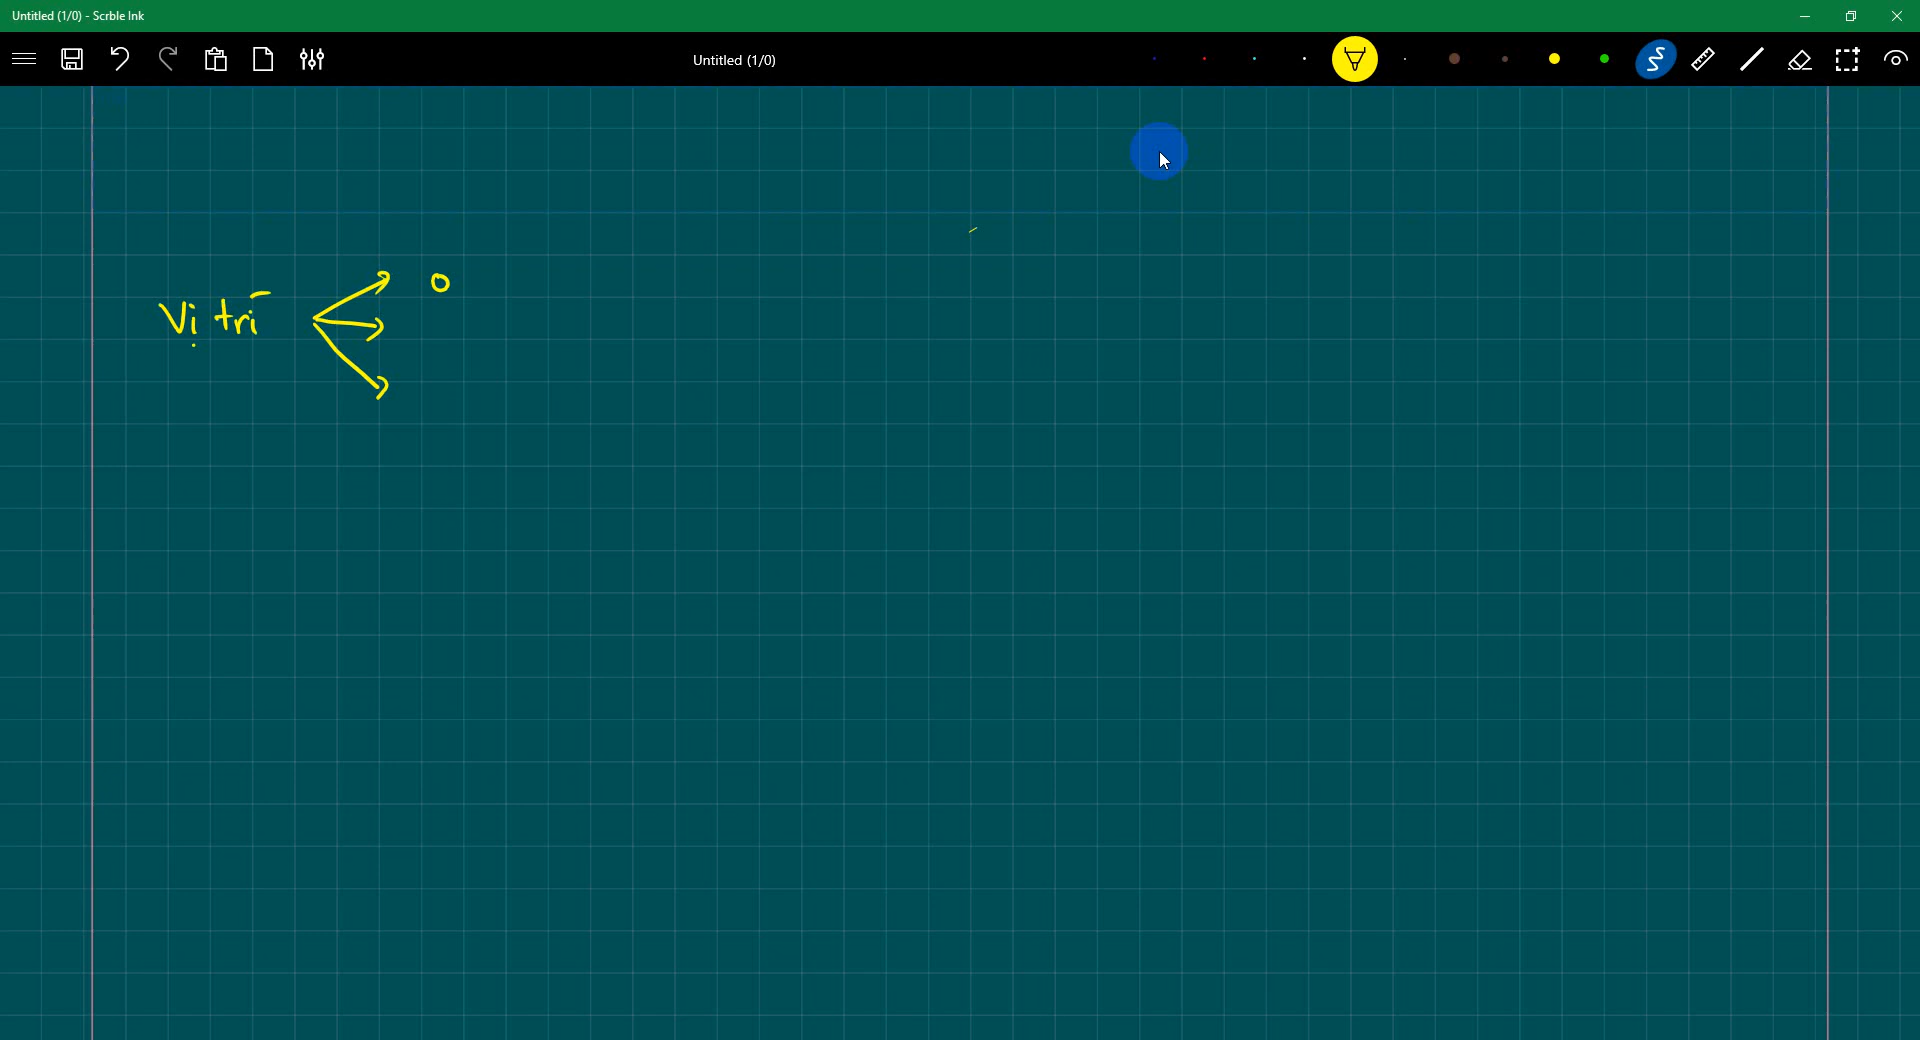 Untitled (1/0) - Scrble Ink
Untitled (1/0)
Vị trí o